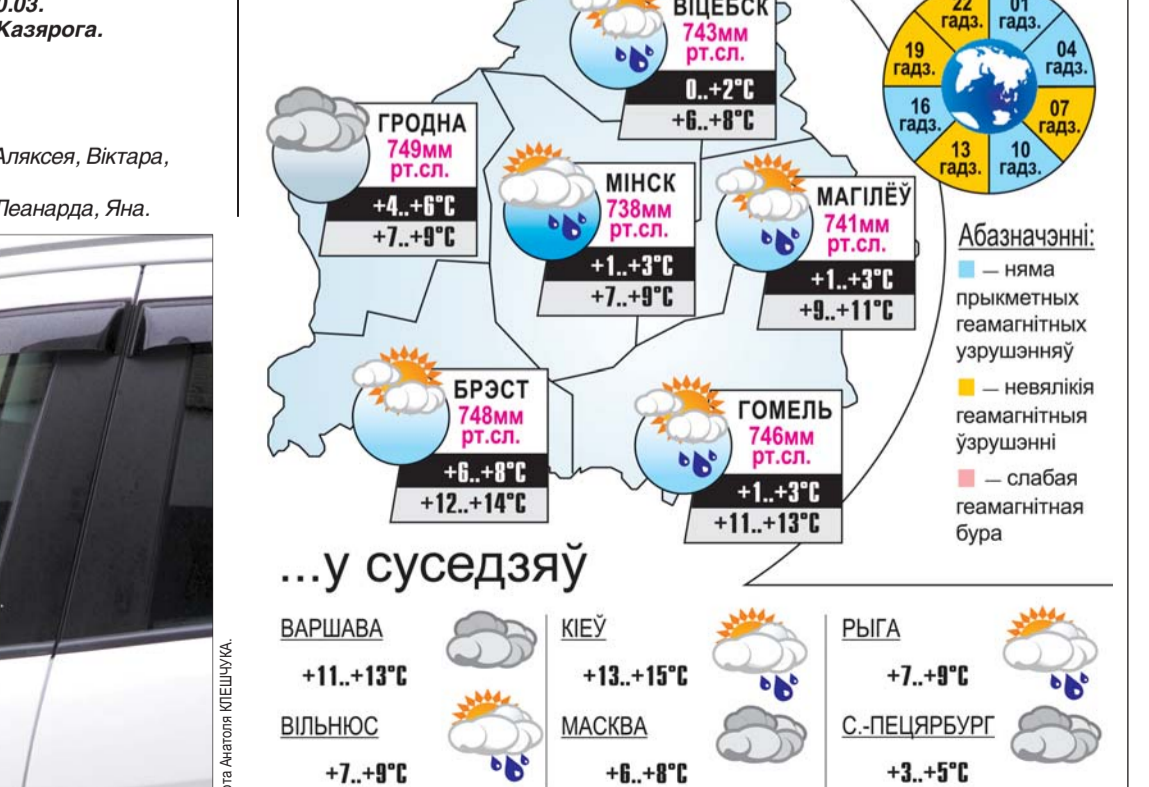 0.03.
Казярога.
Аляксея, Віктара,
Леанарда, Яна.
Анатоля КЛЕШЧУКА.
ВІЦЕБСК
743мм
рт.сл.
0..+2°С
+6..+8°С
ГРОДНА
749мм
рт.сл.
+4..+6°С
+7..+9°С
МІНСК
738мм
рт.сл.
+1..+3°С
+7..+9°С
МАГІЛЁЎ
741мм
рт.сл.
+1..+3°С
+9..+11°С
БРЭСТ
748мм
рт.сл.
+6..+8°С
+12..+14°С
ГОМЕЛЬ
746мм
рт.сл.
+1..+3°С
+11..+13°С
22
гадз.
01
гадз.
04
гадз.
07
гадз.
10
гадз.
13
гадз.
16
гадз.
19
гадз.
Абазначэнні:
— няма
прыкметных
геамагнітных
узрушэнняў
— невялікія
геамагнітныя
ўзрушэнні
— слабая
геамагнітная
бура
...у суседзяў
ВАРШАВА
+11..+13°С
ВІЛЬНЮС
+7..+9°С
КІЕЎ
+13..+15°С
МАСКВА
+6..+8°С
РЫГА
+7..+9°С
С.-ПЕЦЯРБУРГ
+3..+5°С